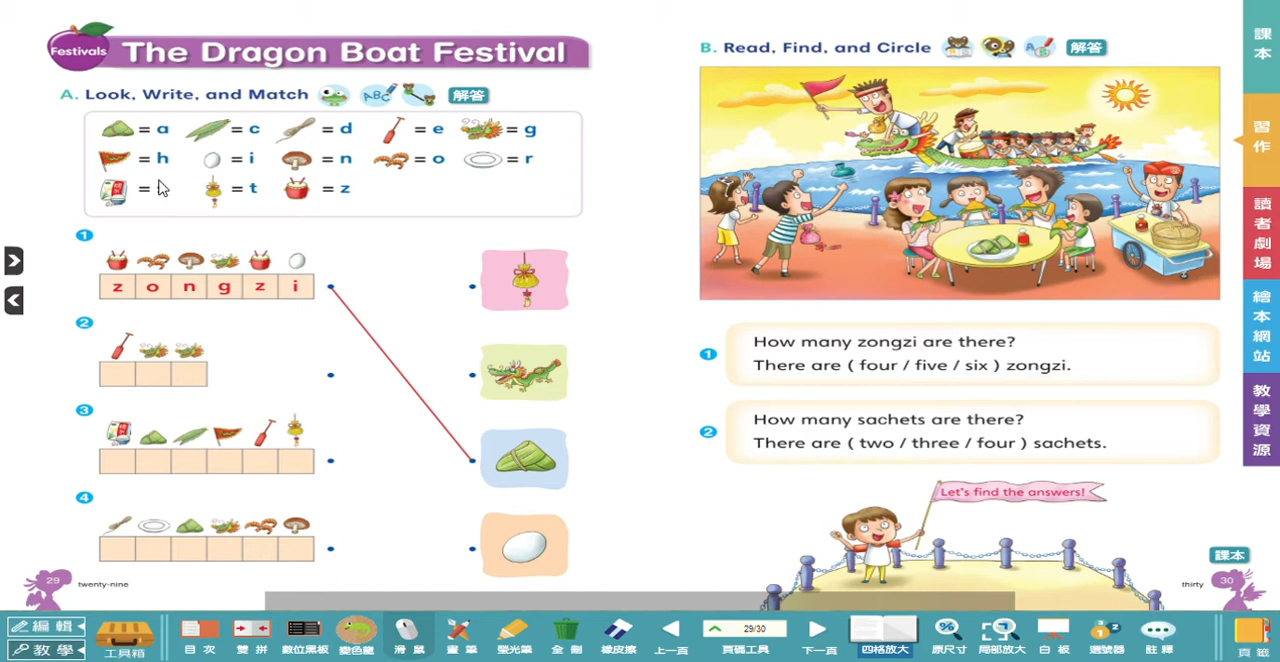 Festivals
The Dragon Boat Festival
A. Look, Write, and Match
ABC
解答
= a
= c
= d
= e
= g
= h
= i
= n
= o
= r
=
= t
= z
1
z o n g z i
2
3
4
29
twenty-nine
B. Read, Find, and Circle
解答
1
How many zongzi are there?
There are ( four / five / six ) zongzi.
2
How many sachets are there?
There are ( two / three / four ) sachets.
Let's find the answers!
課本
thirty
30
課本
習作
讀者劇場
繪本網站
教學資源
編輯
教學
工具箱
目次
雙拼
數位黑板
變色龍
滑鼠
畫筆
螢光筆
全刪
橡皮擦
上一頁
29/30
頁碼工具
下一頁
四格放大
原尺寸
局部放大
白板
選號器
註釋
頁籤